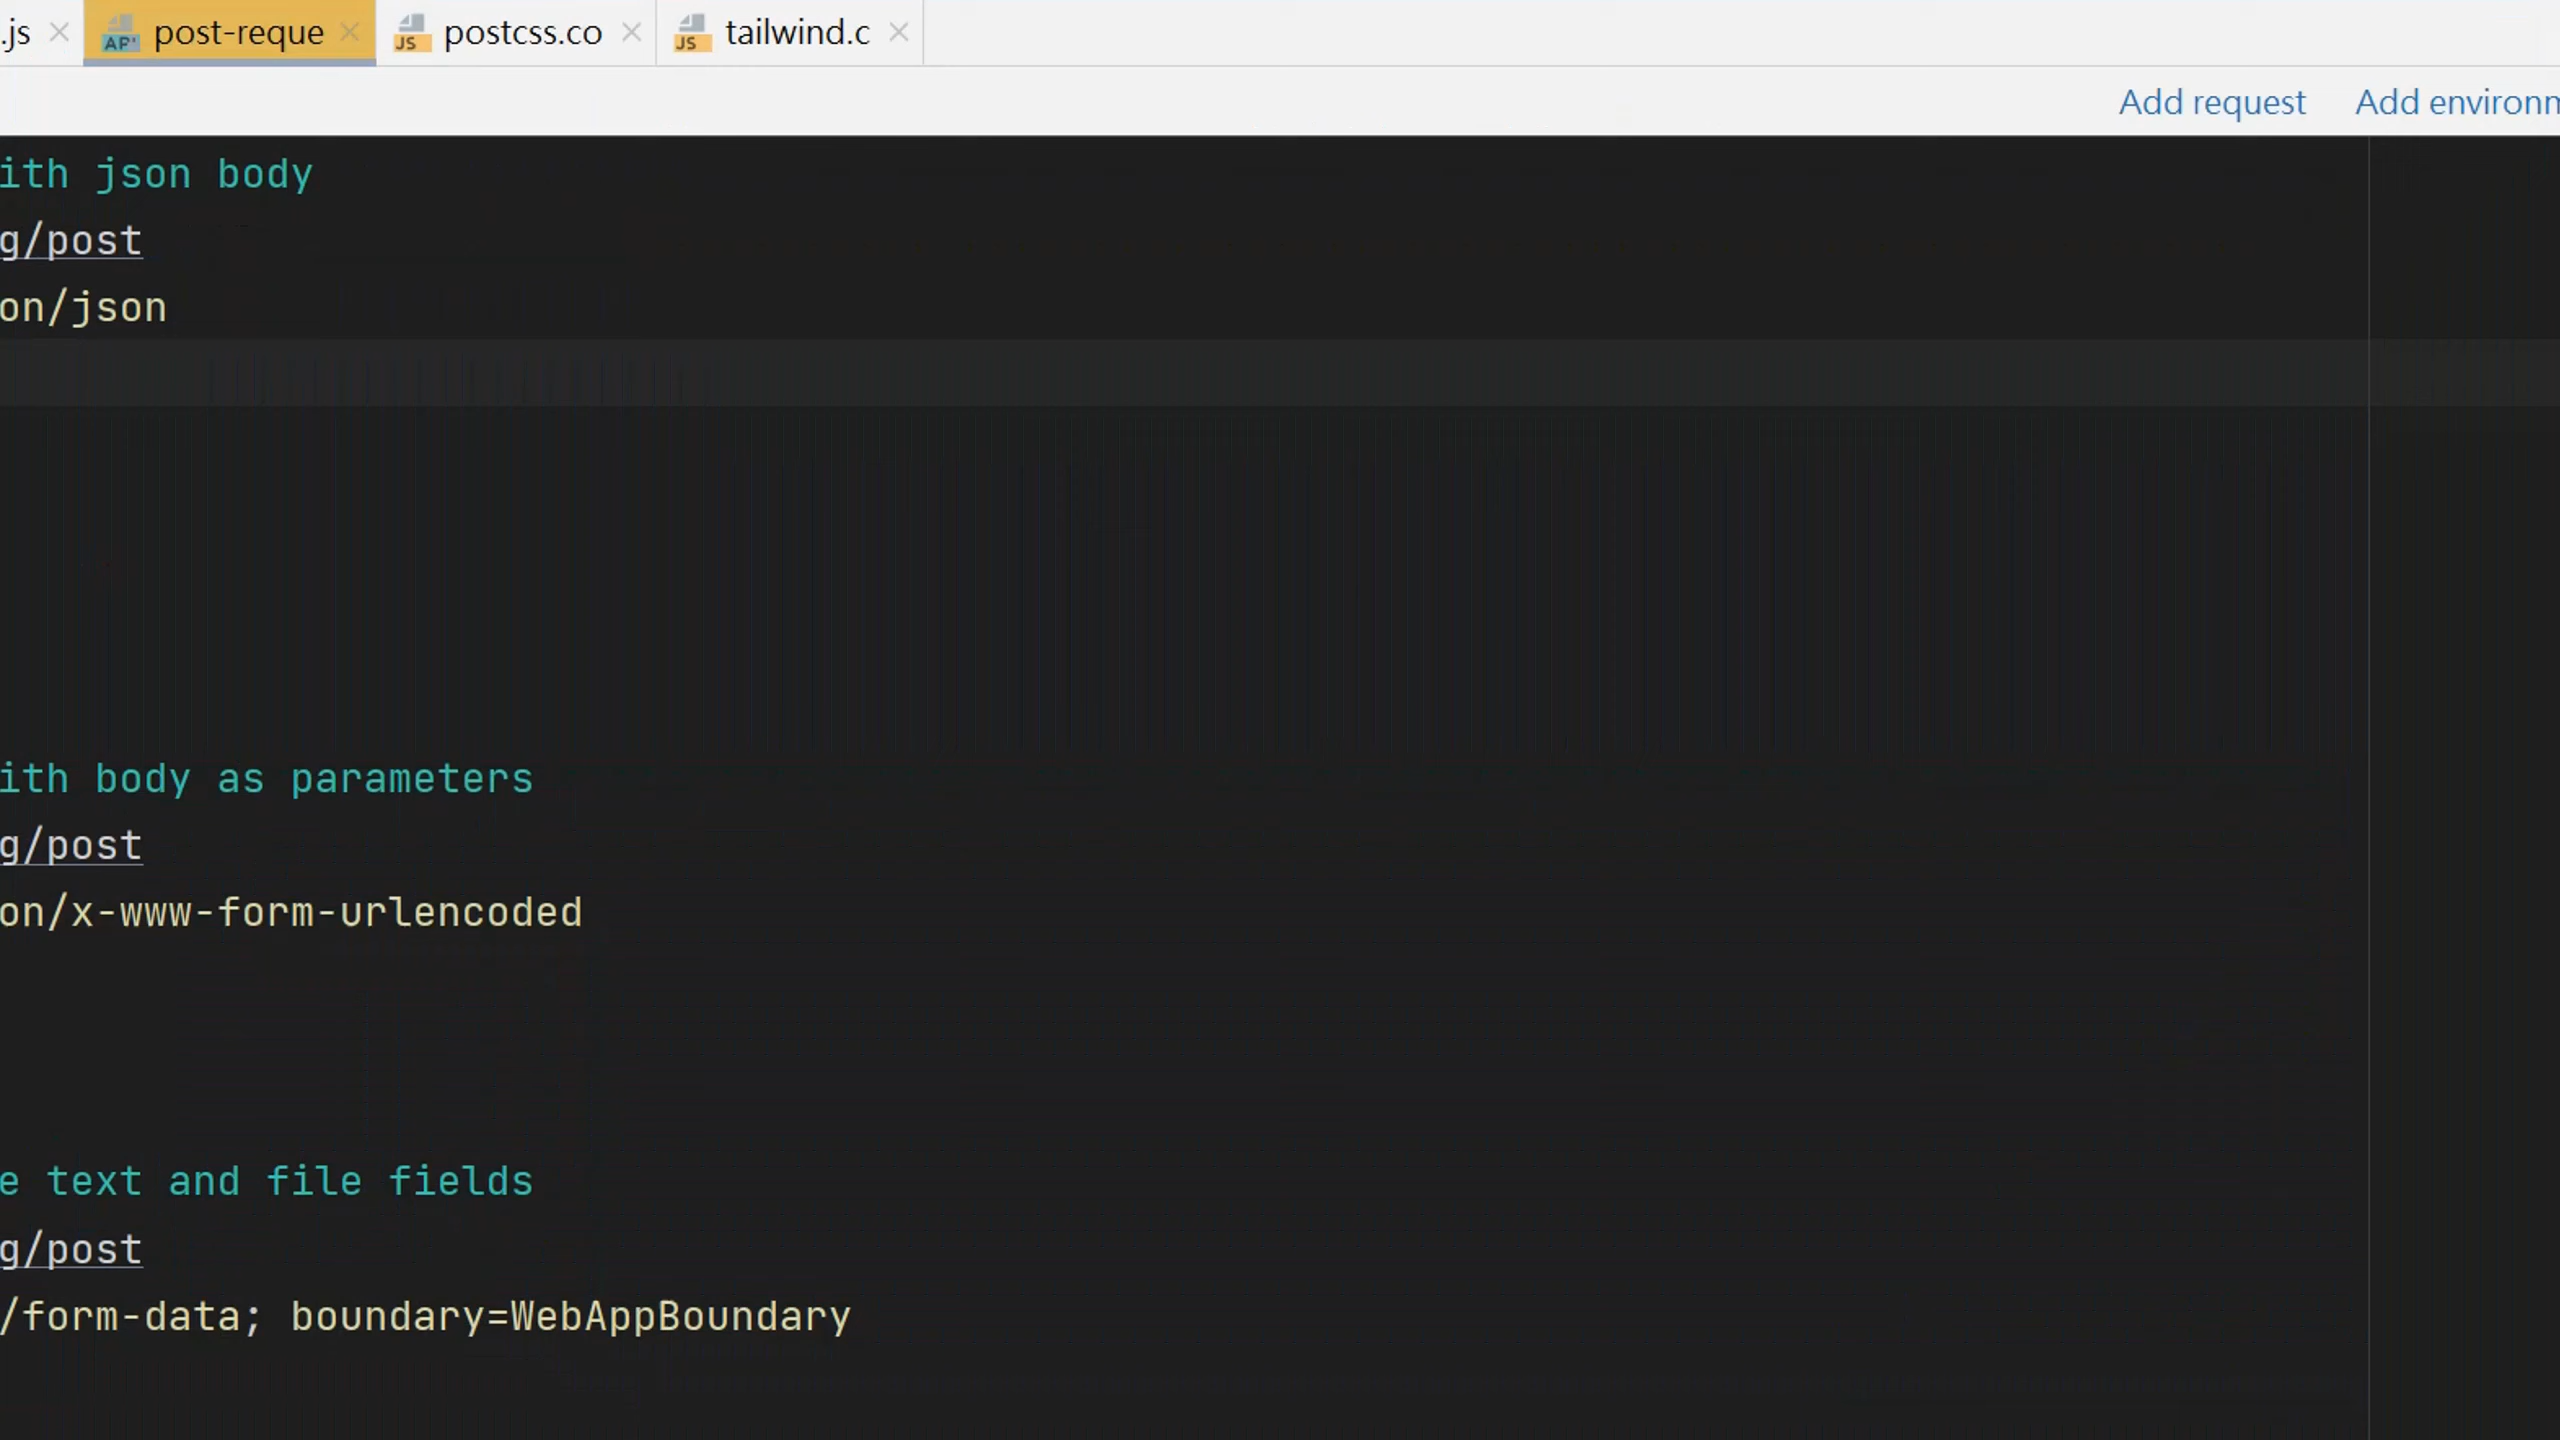 .js post-reque postcss.co tailwind.c
Add request Add environm
ith json body
g/post
on/json
ith body as parameters
g/post
on/x-www-form-urlencoded
e text and file fields
g/post
/form-data; boundary=WebAppBoundary